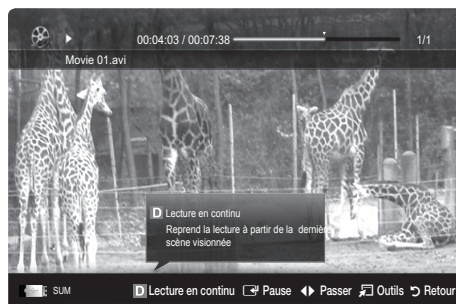 00:04:03 / 00:07:38 1/1
Movie 01.avi
D Lecture en continu
Reprend la lecture à partir de la dernière
scène visionnée
SUM D Lecture en continu Pause Passer Outils Retour